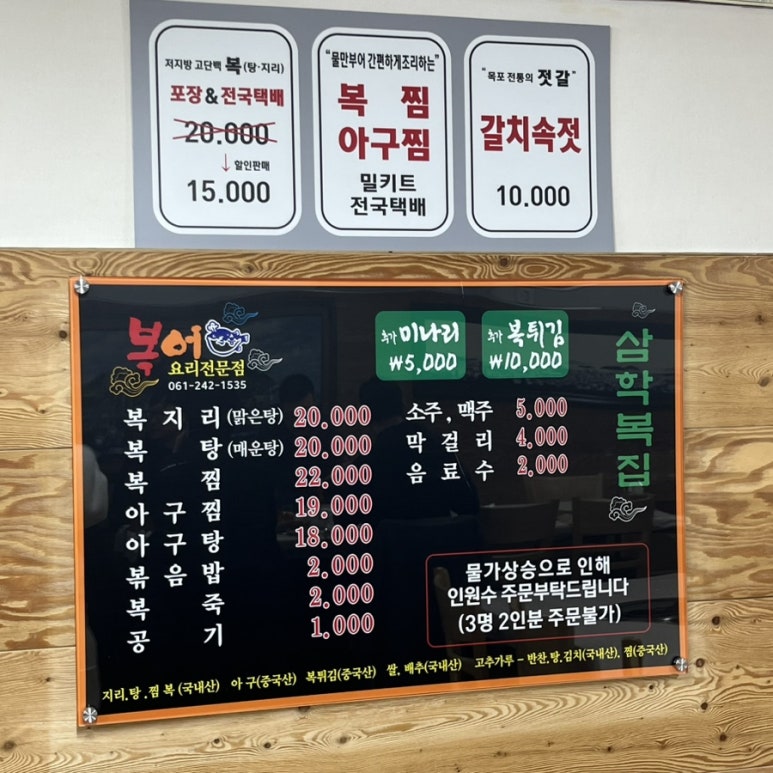 저지방 고단백 복(탕·지리)
포장&전국택배
20.000
↓ 할인판매
15.000
"물만부어 간편하게조리하는"
복 찜
아구찜
밀키트
전국택배
"목포 전통의 젓갈"
갈치속젓
10.000
복어
요리전문점
061-242-1535
추가 미나리
₩5,000
추가 복튀김
₩10,000
삼학복집
복 지 리 (맑은탕) 20.000
복 탕 (매운탕) 20.000
복 찜 22.000
아 구 찜 19.000
아 구 탕 18.000
볶 음 밥 2.000
복 죽 2.000
공 기 1.000
소주, 맥주 5.000
막 걸 리 4.000
음 료 수 2.000
물가상승으로 인해
인원수 주문부탁드립니다
(3명 2인분 주문불가)
지리.탕.찜 복 (국내산) 아 구(중국산) 복튀김(중국산) 쌀, 배추(국내산) 고추가루 - 반찬,탕,김치(국내산), 찜(중국산)